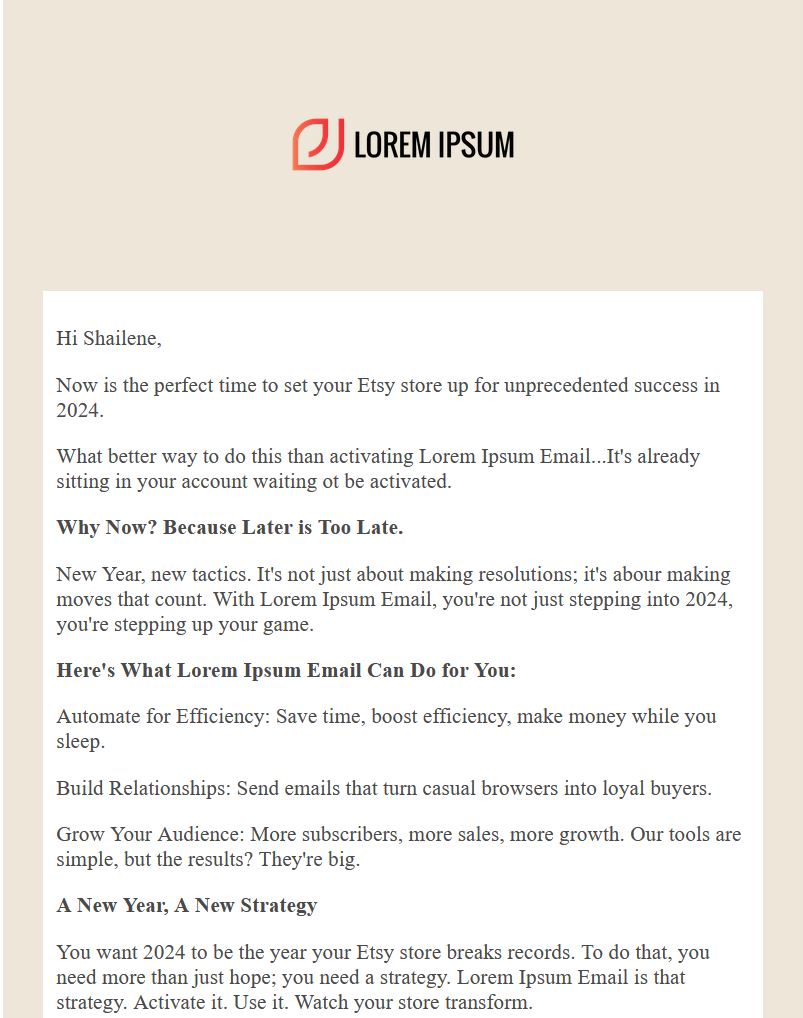 LOREM IPSUM
Hi Shailene,
Now is the perfect time to set your Etsy store up for unprecedented success in
2024.
What better way to do this than activating Lorem Ipsum Email...It's already
sitting in your account waiting ot be activated.
Why Now? Because Later is Too Late.
New Year, new tactics. It's not just about making resolutions; it's abour making
moves that count. With Lorem Ipsum Email, you're not just stepping into 2024,
you're stepping up your game.
Here's What Lorem Ipsum Email Can Do for You:
Automate for Efficiency: Save time, boost efficiency, make money while you
sleep.
Build Relationships: Send emails that turn casual browsers into loyal buyers.
Grow Your Audience: More subscribers, more sales, more growth. Our tools are
simple, but the results? They're big.
A New Year, A New Strategy
You want 2024 to be the year your Etsy store breaks records. To do that, you
need more than just hope; you need a strategy. Lorem Ipsum Email is that
strategy. Activate it. Use it. Watch your store transform.